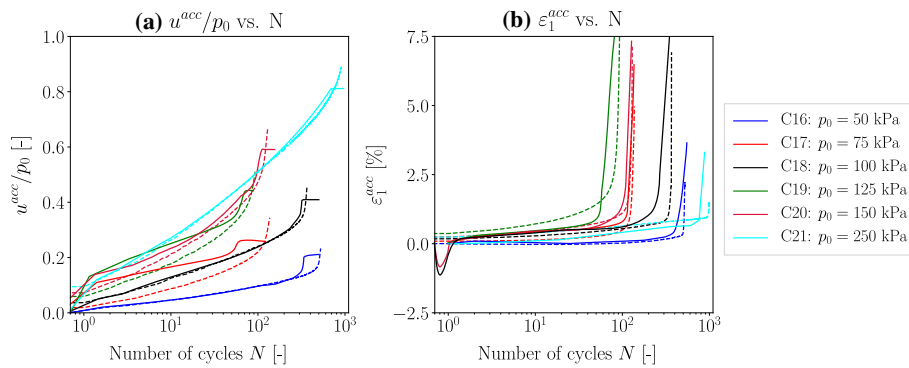 (a) u^{acc}/p_0 vs. N
(b) ε_1^{acc} vs. N
u^{acc}/p_0 [-]
1.0
0.8
0.6
0.4
0.2
0.0
10^0 10^1 10^2 10^3
Number of cycles N [-]
ε_1^{acc} [%]
7.5
5.0
2.5
0.0
−2.5
10^0 10^1 10^2 10^3
Number of cycles N [-]
C16: p_0 = 50 kPa
C17: p_0 = 75 kPa
C18: p_0 = 100 kPa
C19: p_0 = 125 kPa
C20: p_0 = 150 kPa
C21: p_0 = 250 kPa